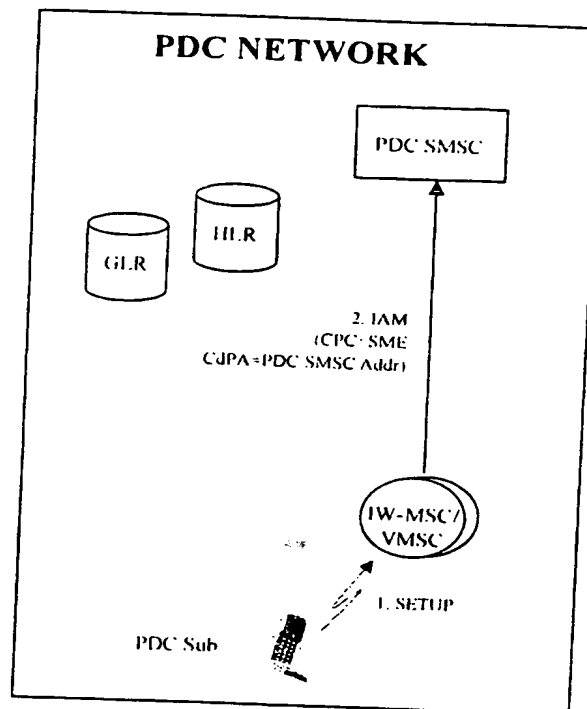 PDC NETWORK
PDC SMSC
HLR
GLR
2. IAM
(CPC: SME
CdPA=PDC SMSC Addr)
IW-MSC/
VMSC
1. SETUP
PDC Sub